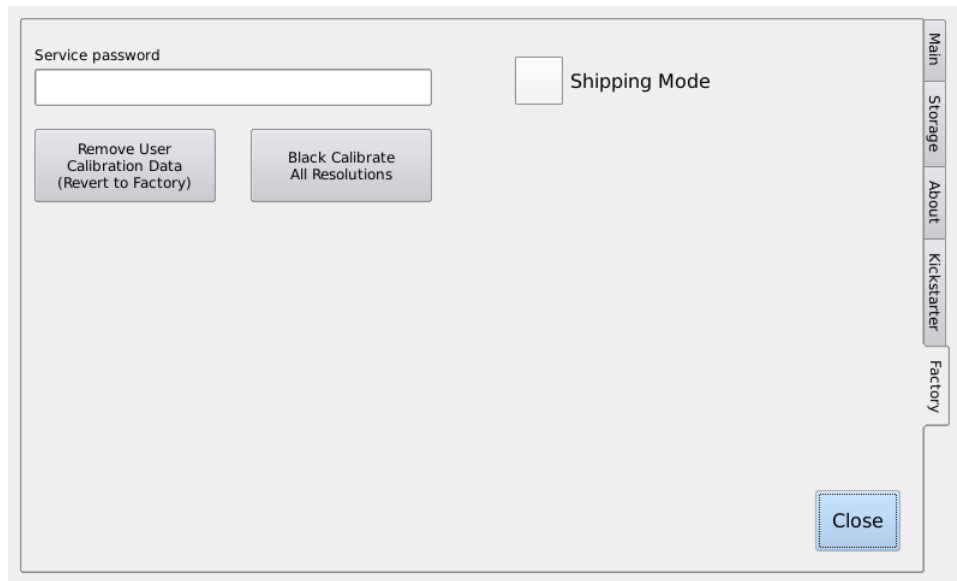 Service password
Shipping Mode
Remove User
Calibration Data
(Revert to Factory)
Black Calibrate
All Resolutions
Main
Storage
About
Kickstarter
Factory
Close